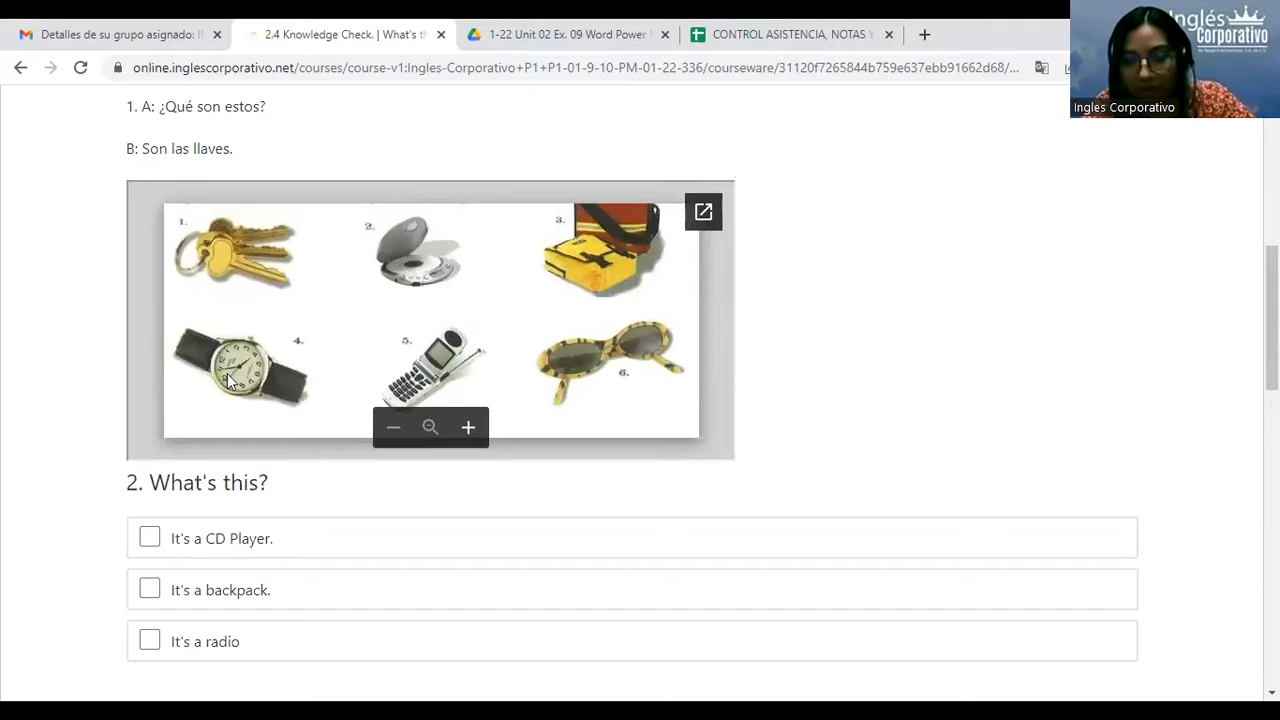 Detalles de su grupo asignado: I
2.4 Knowledge Check. | What's th
1-22 Unit 02 Ex. 09 Word Power
CONTROL ASISTENCIA, NOTAS Y
online.inglescorporativo.net/courses/course-v1:Ingles-Corporativo+
+P1-01-9-10-PM-01-22-336/courseware/31120f7265844b759e637ebb91662d68/...
Inglés
Corporativo
Ingles Corporativo
1. A: ¿Qué son estos?
B: Son las llaves.
1.
2.
3.
4.
5.
6.
2. What's this?
It's a CD Player.
It's a backpack.
It's a radio